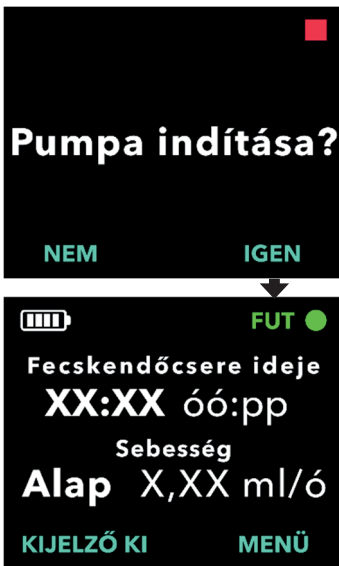 Pumpa indítása?
NEM IGEN
FUT
Fecskendőcsere ideje
XX:XX óó:pp
Sebesség
Alap X,XX ml/ó
KIJELZŐ KI MENÜ